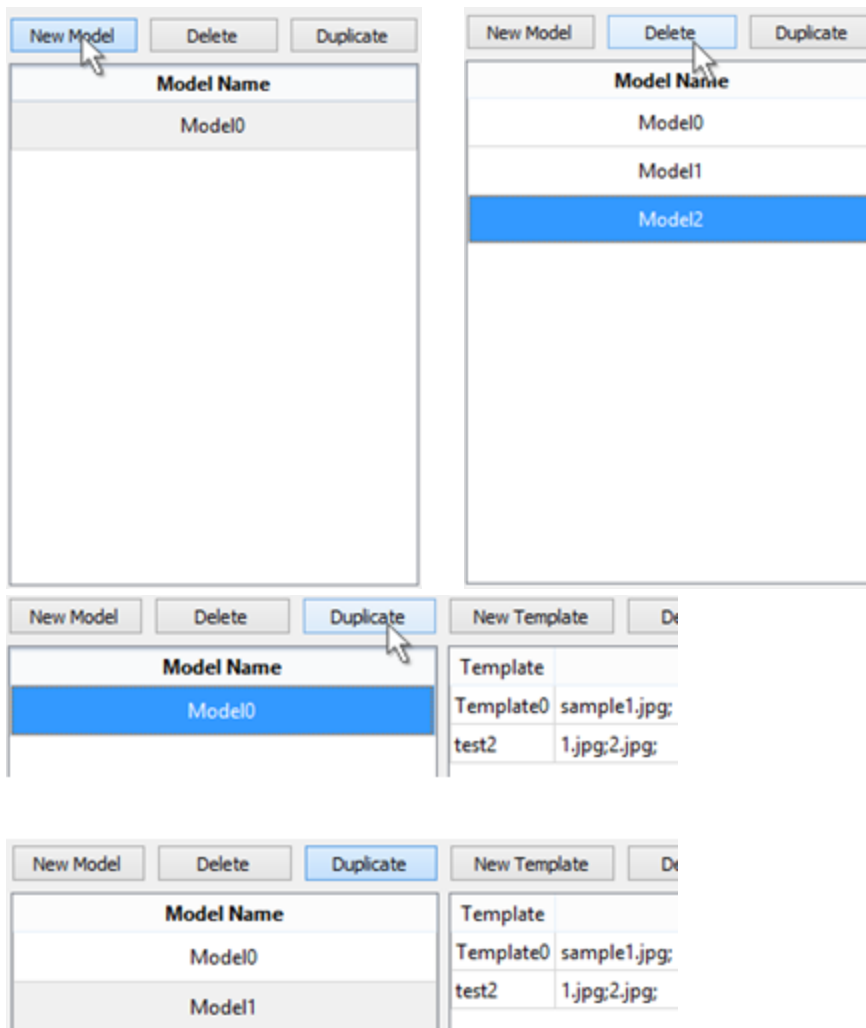 New Model Delete Duplicate
Model Name
Model0
New Model Delete Duplicate
Model Name
Model0
Model1
Model2
New Model Delete Duplicate New Template De
Model Name Template
Model0 Template0 sample1.jpg;
test2 1.jpg;2.jpg;
New Model Delete Duplicate New Template De
Model Name Template
Model0 Template0 sample1.jpg;
Model1 test2 1.jpg;2.jpg;